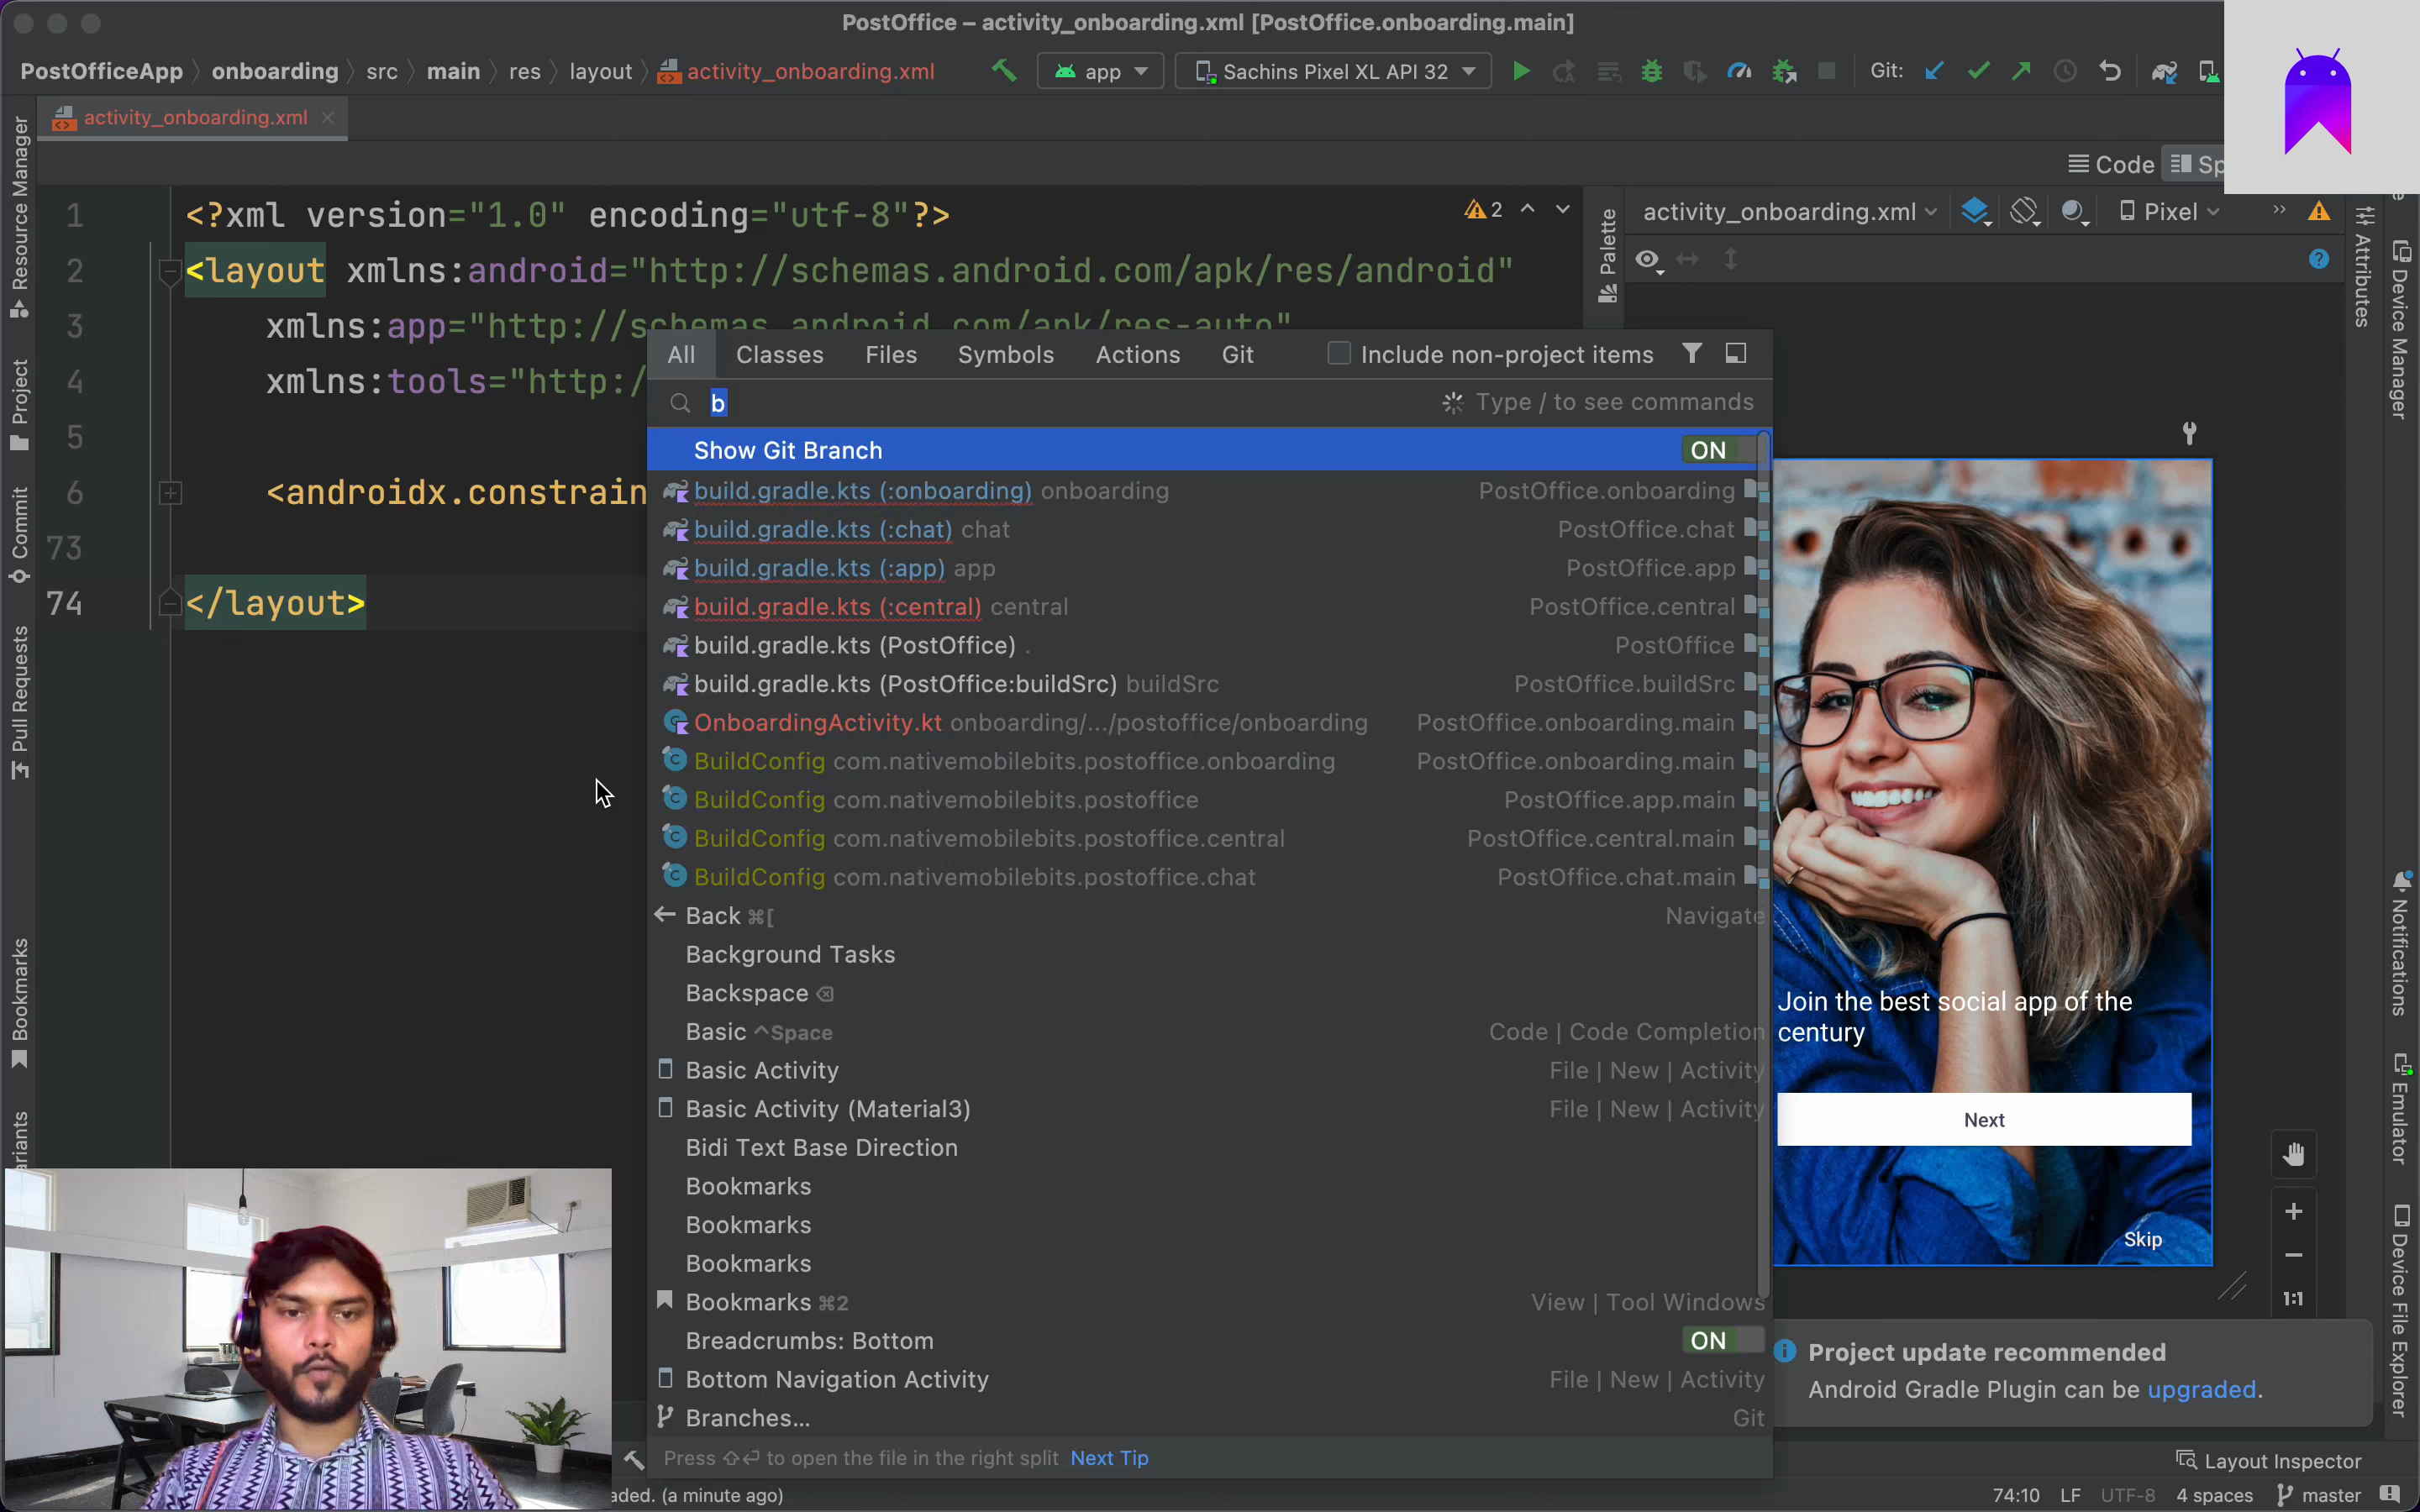 PostOffice – activity_onboarding.xml [PostOffice.onboarding.main]
PostOfficeApp onboarding src main res layout activity_onboarding.xml
app
Sachins Pixel XL API 32
Git:
activity_onboarding.xml
Code
Sp
1 <?xml version="1.0" encoding="utf-8"?>
2 <layout xmlns:android="http://schemas.android.com/apk/res/android"
3 xmlns:app="http://schemas.android.com/apk/res-auto"
4 xmlns:tools="http:/
5
6 <androidx.constrain
73
74 </layout>
2
Resource Manager
Project
Commit
Pull Requests
Bookmarks
ariants
Palette
activity_onboarding.xml
Pixel
Attributes
Device Manager
Notifications
Emulator
Device File Explorer
All Classes Files Symbols Actions Git
Include non-project items
b
Type / to see commands
Show Git Branch ON
build.gradle.kts (:onboarding) onboarding PostOffice.onboarding
build.gradle.kts (:chat) chat PostOffice.chat
build.gradle.kts (:app) app PostOffice.app
build.gradle.kts (:central) central PostOffice.central
build.gradle.kts (PostOffice) . PostOffice
build.gradle.kts (PostOffice:buildSrc) buildSrc PostOffice.buildSrc
OnboardingActivity.kt onboarding/.../postoffice/onboarding PostOffice.onboarding.main
BuildConfig com.nativemobilebits.postoffice.onboarding PostOffice.onboarding.main
BuildConfig com.nativemobilebits.postoffice PostOffice.app.main
BuildConfig com.nativemobilebits.postoffice.central PostOffice.central.main
BuildConfig com.nativemobilebits.postoffice.chat PostOffice.chat.main
Back ⌘[ Navigate
Background Tasks
Backspace ⌫
Basic ^Space Code | Code Completion
Basic Activity File | New | Activity
Basic Activity (Material3) File | New | Activity
Bidi Text Base Direction
Bookmarks
Bookmarks
Bookmarks
Bookmarks ⌘2 View | Tool Windows
Breadcrumbs: Bottom ON
Bottom Navigation Activity File | New | Activity
Branches... Git
Press ⇧⏎ to open the file in the right split Next Tip
Join the best social app of the
century
Next
Skip
1:1
Project update recommended
Android Gradle Plugin can be upgraded.
Layout Inspector
aded. (a minute ago)
74:10 LF UTF-8 4 spaces master